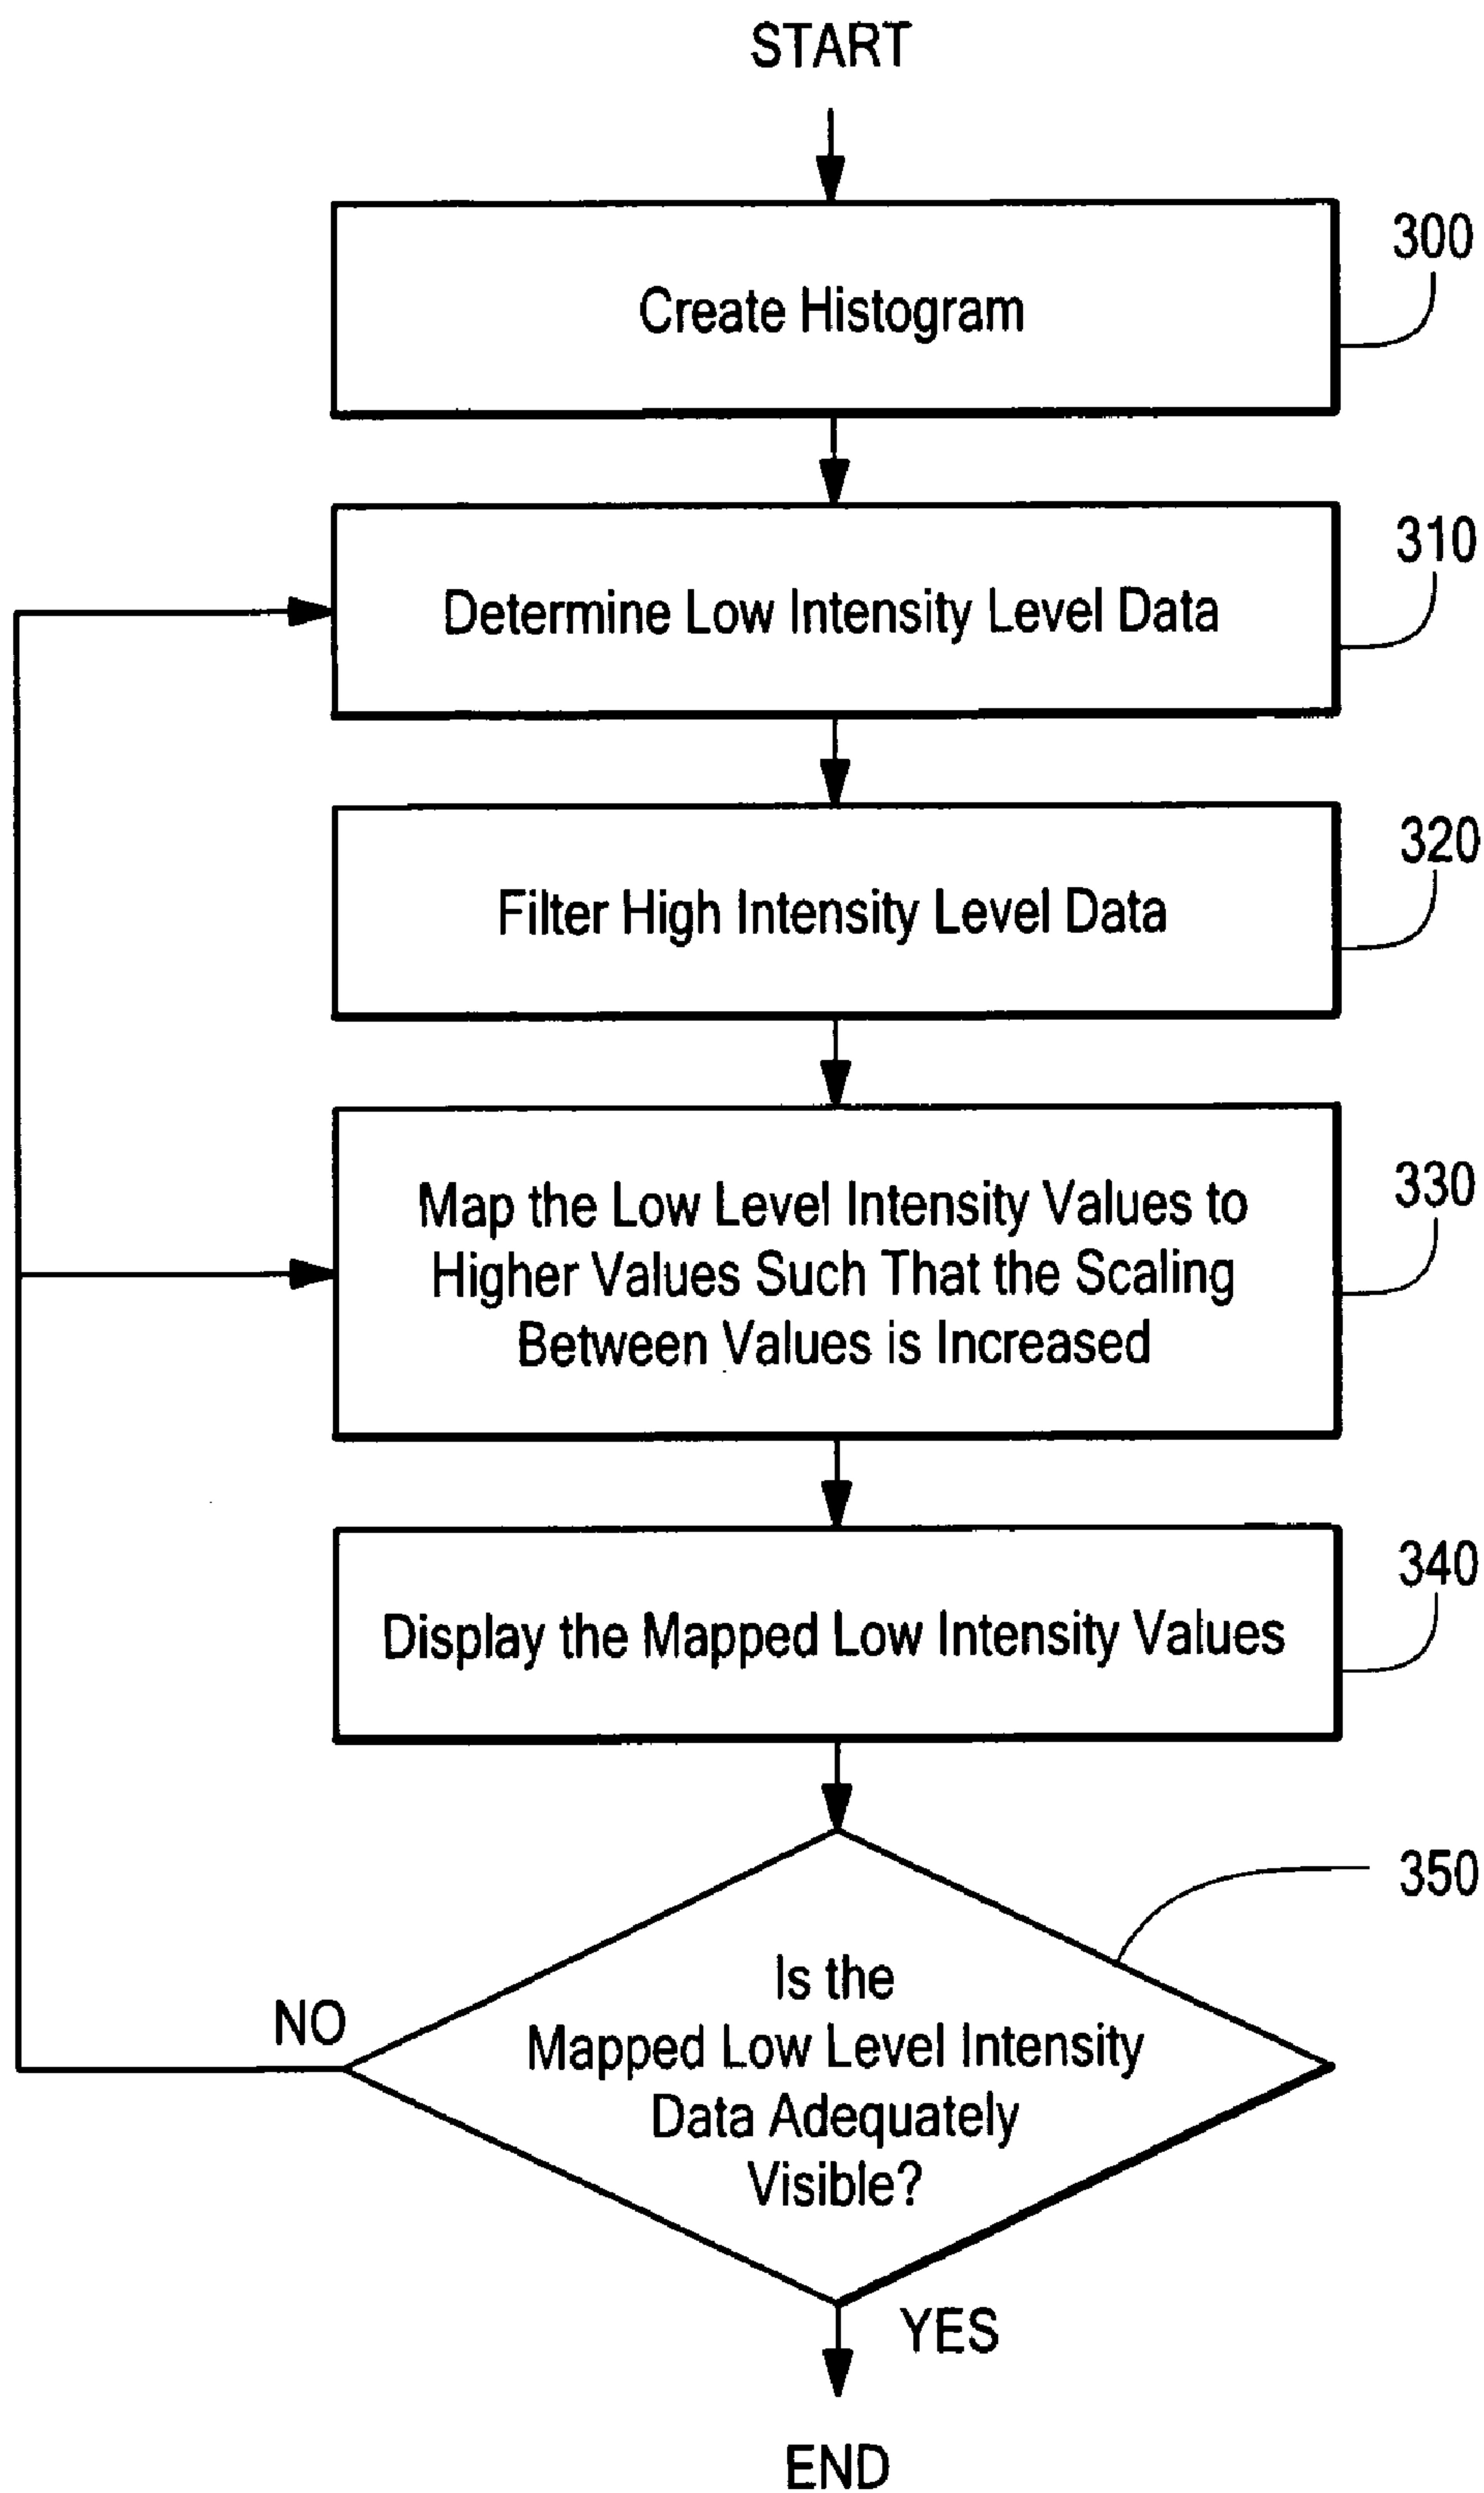 START
300
Create Histogram
310
Determine Low Intensity Level Data
320
Filter High Intensity Level Data
330
Map the Low Level Intensity Values to
Higher Values Such That the Scaling
Between Values is Increased
340
Display the Mapped Low Intensity Values
350
Is the
Mapped Low Level Intensity
Data Adequately
Visible?
NO
YES
END